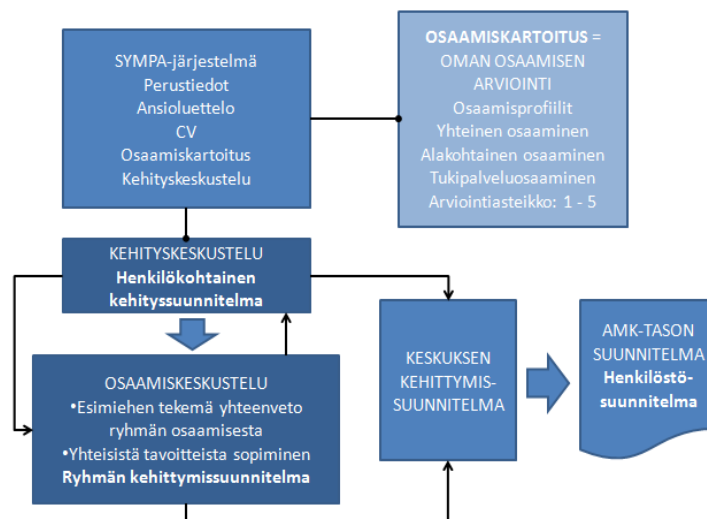 SYMPA-järjestelmä
Perustiedot
Ansioluettelo
CV
Osaamiskartoitus
Kehityskeskustelu
OSAAMISKARTOITUS =
OMAN OSAAMISEN
ARVIOINTI
Osaamisprofiilit
Yhteinen osaaminen
Alakohtainen osaaminen
Tukipalveluosaaminen
Arviointiasteikko: 1 - 5
KEHITYKESKUSTELU
Henkilökohtainen
kehityssuunnitelma
OSAAMISKESKUSTELU
•Esimiehen tekemä yhteenveto
ryhmän osaamisesta
•Yhteisistä tavoitteista sopiminen
Ryhmän kehittymissuunnitelma
KESKUKSEN
KEHITTYMIS-
SUUNNITELMA
AMK-TASON
SUUNNITELMA
Henkilöstö-
suunnitelma